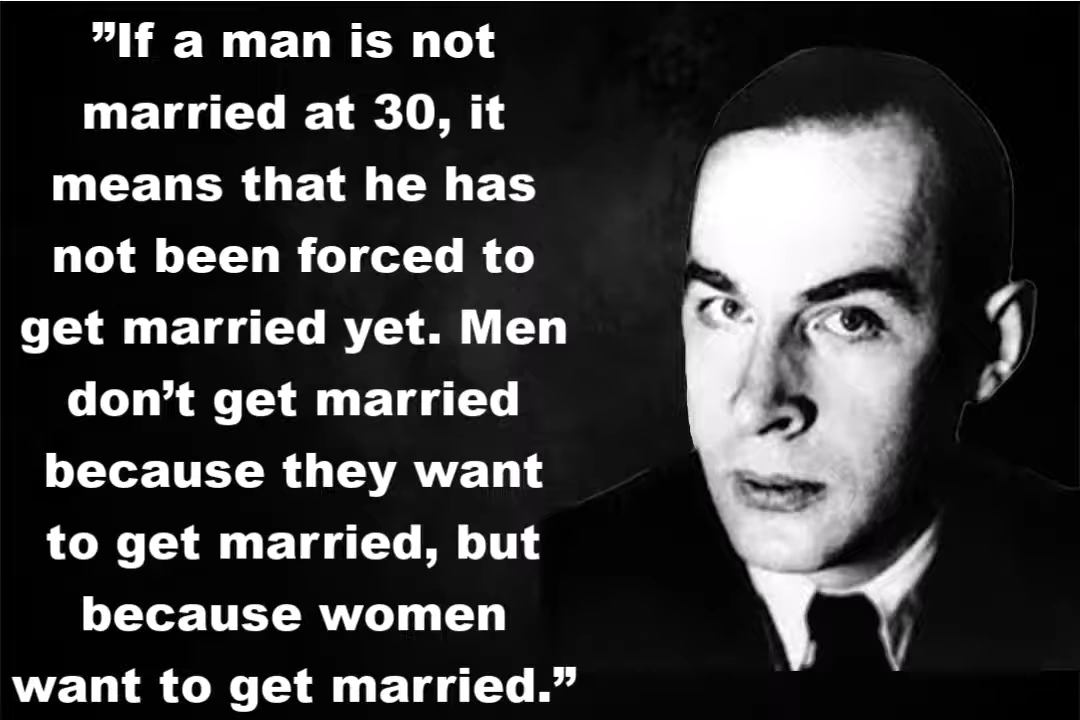 ”If a man is not
married at 30, it
means that he has
not been forced to
get married yet. Men
don’t get married
because they want
to get married, but
because women
want to get married.”